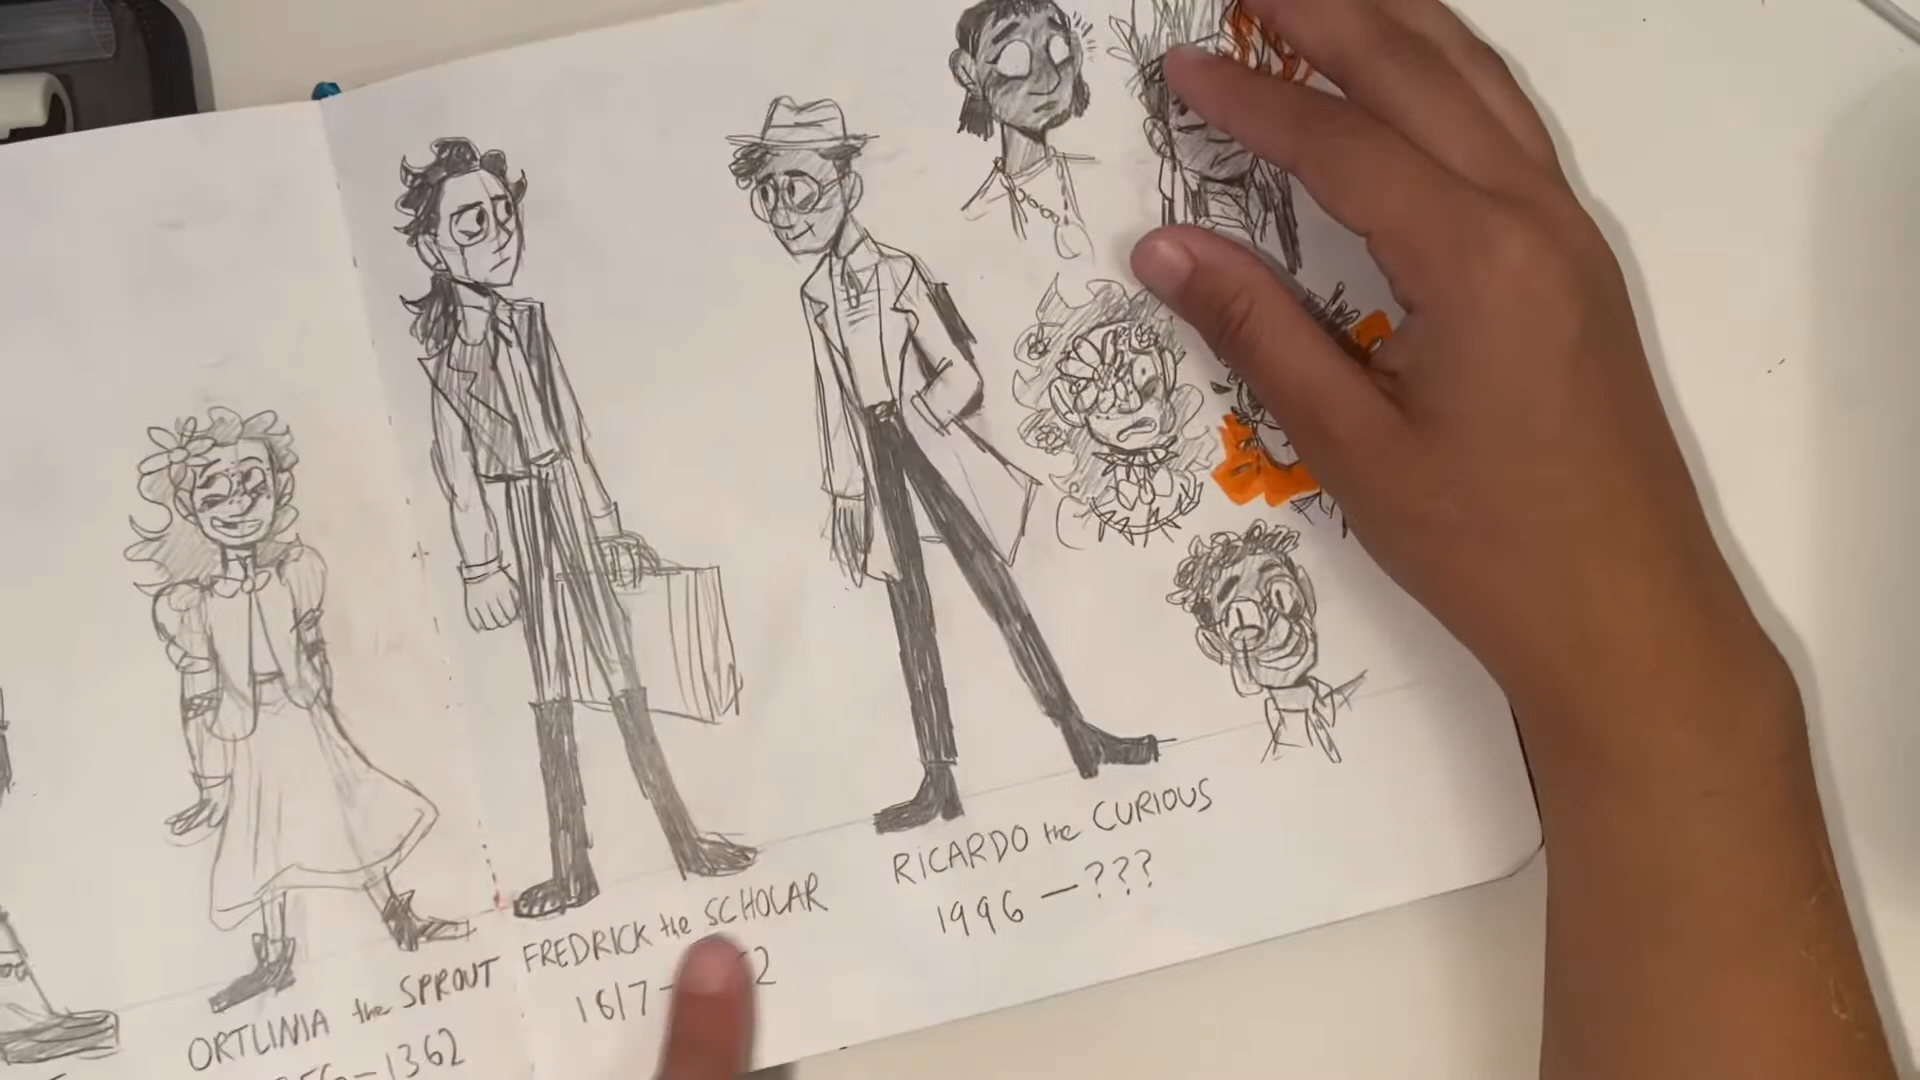 ORTLINIA the SPROUT
-1362
FREDRICK the SCHOLAR
1617-
RICARDO the CURIOUS
1996-???